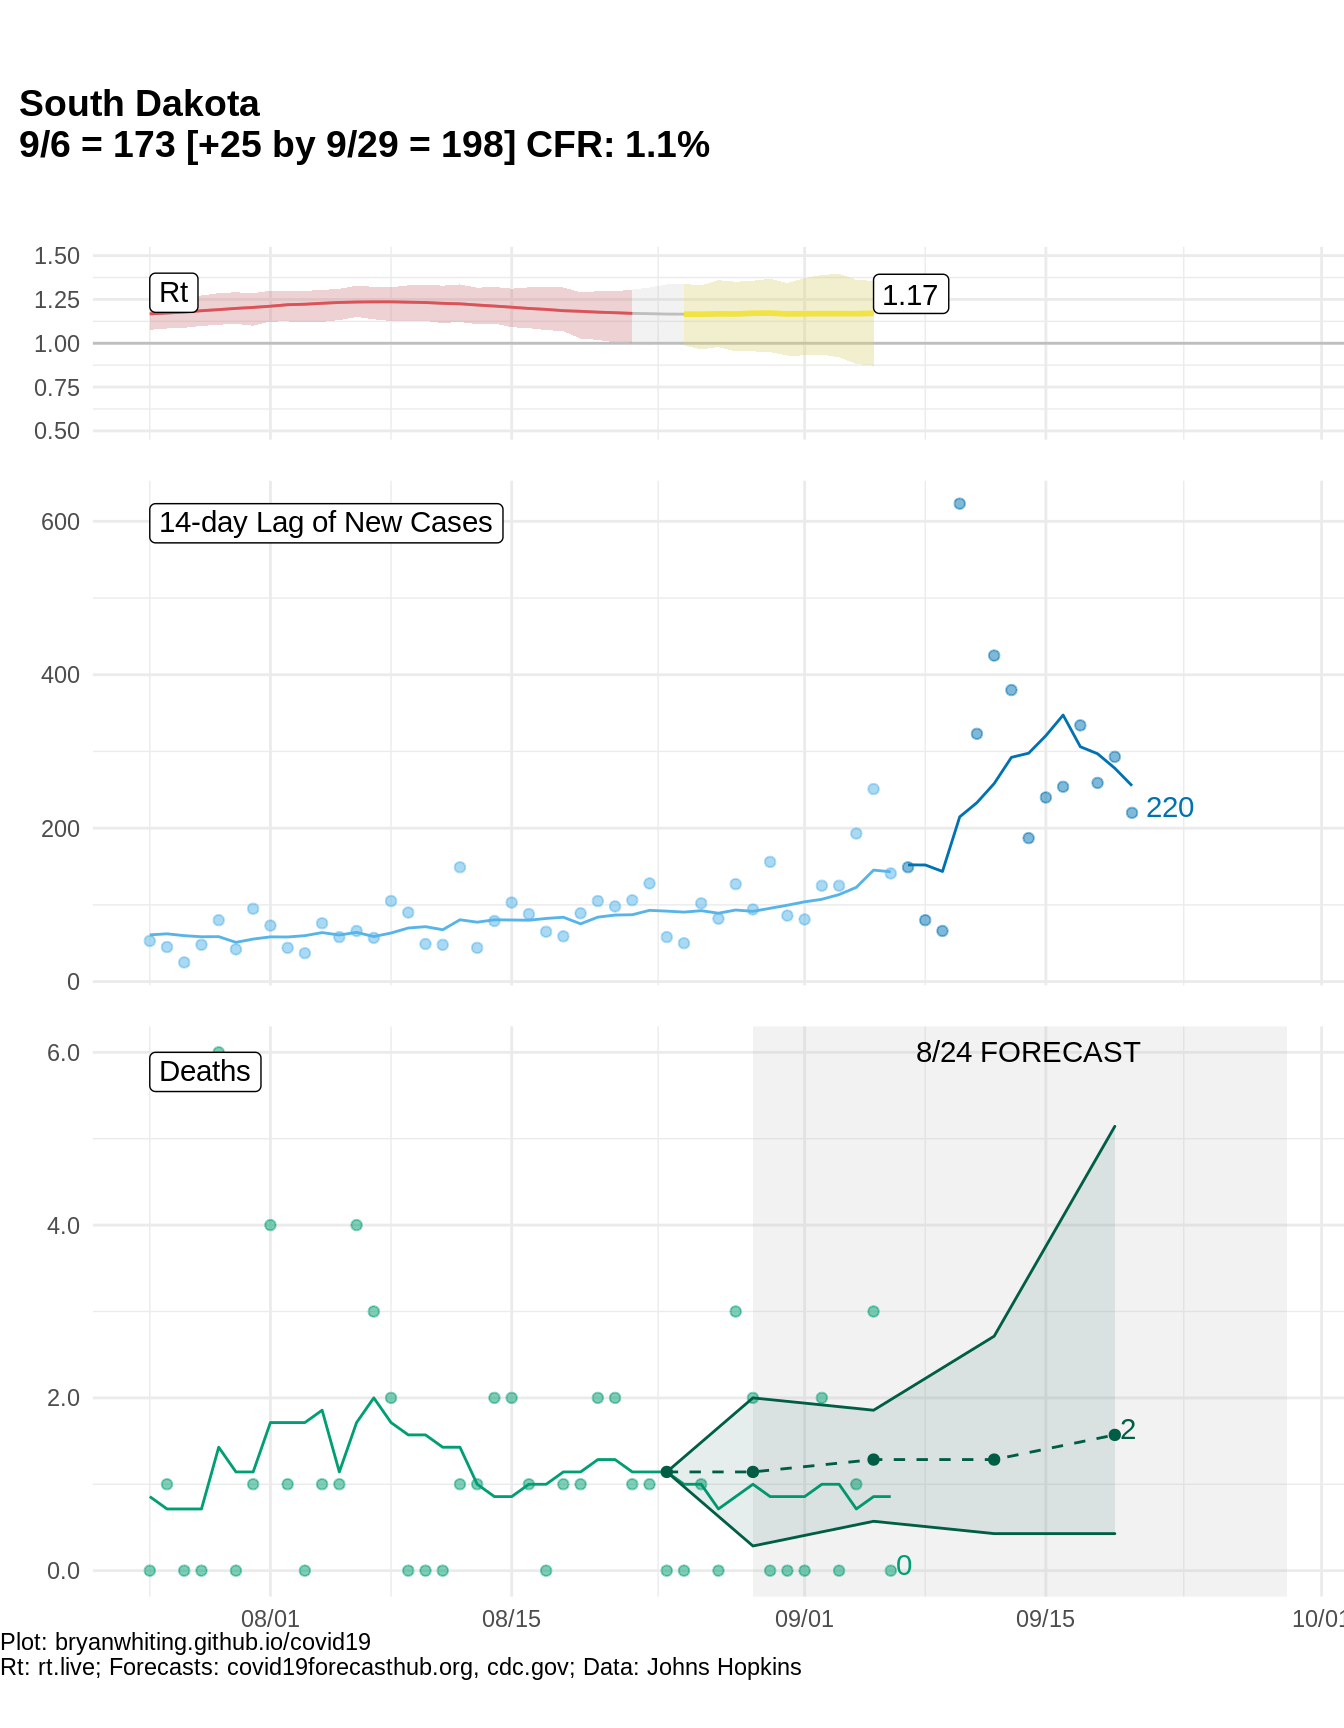 South Dakota
9/6 = 173 [+25 by 9/29 = 198] CFR: 1.1%
1.50
Rt
1.17
1.25
1.00
0.75
0.50
14-day Lag of New Cases
600
400
220
200
0
8/24 FORECAST
6.0
Deaths
4.0
2.0
2
0
0.0
08/01
08/15
09/01
09/15
10/01
Plot: bryanwhiting.github.io/covid19
Rt: rt.live; Forecasts: covid19forecasthub.org, cdc.gov; Data: Johns Hopkins